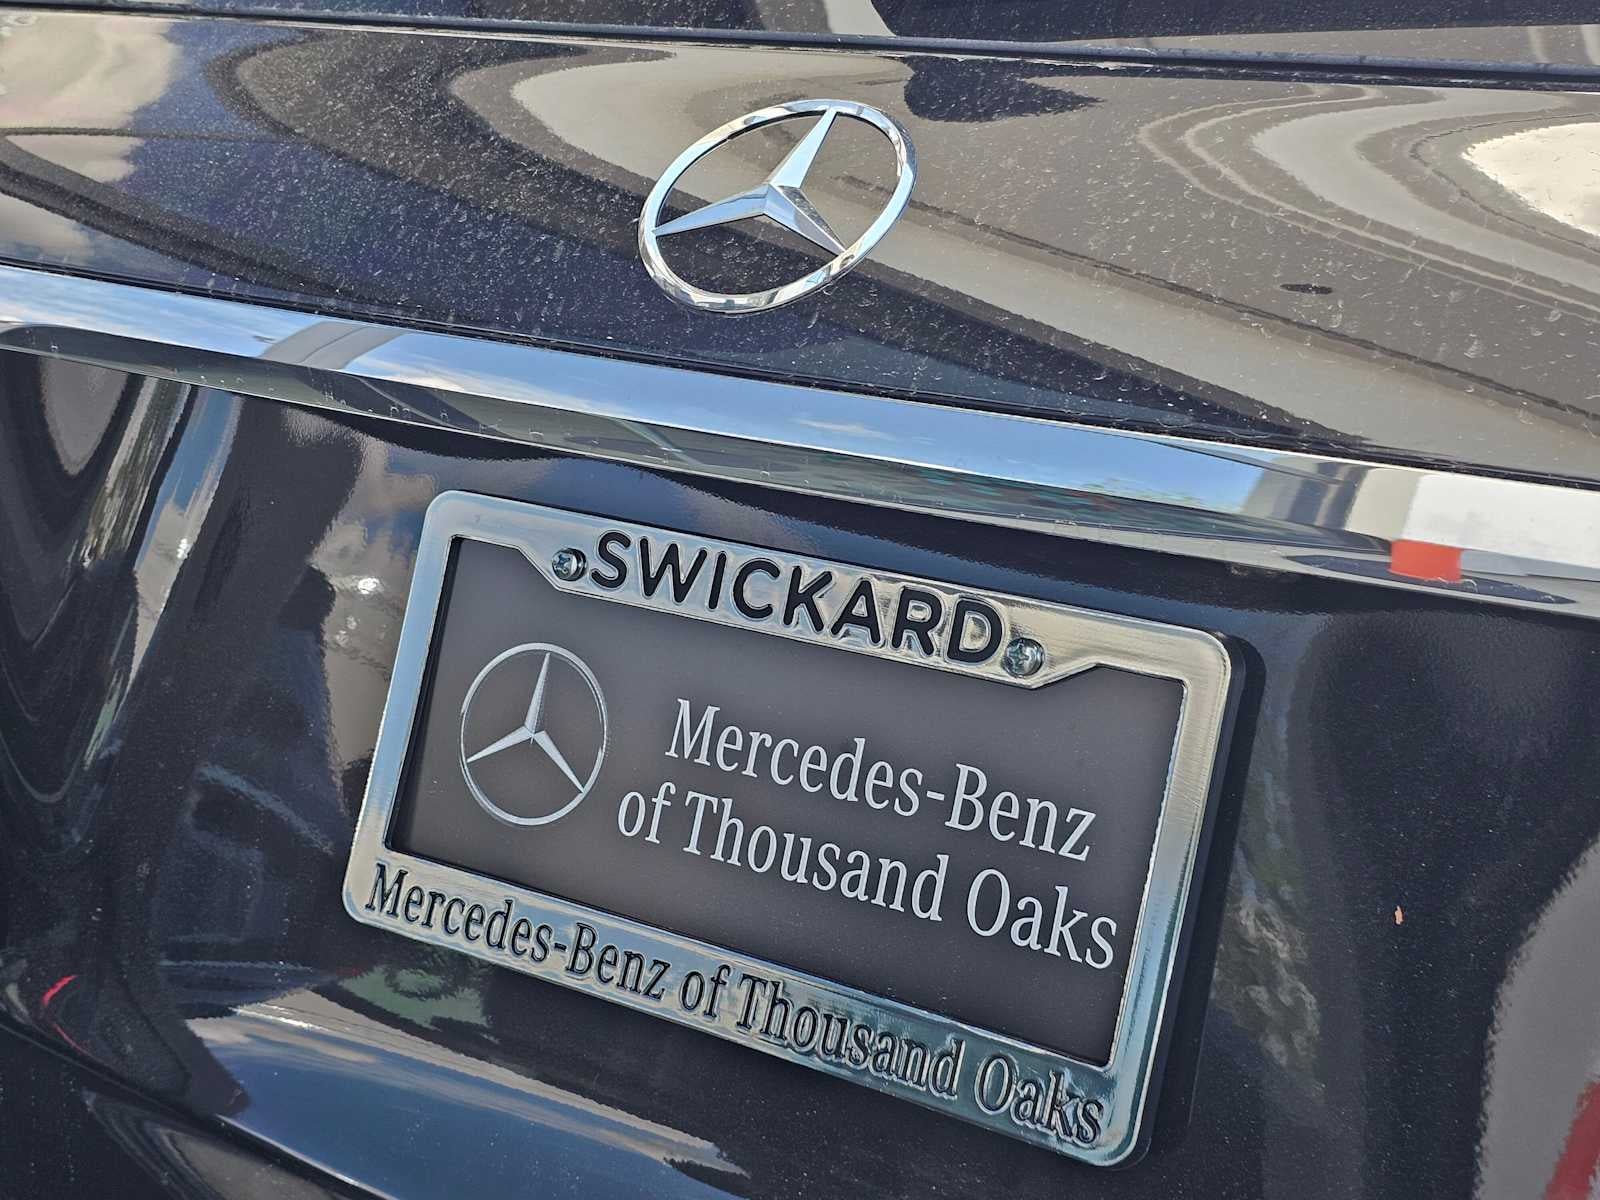 SWICKARD
Mercedes-Benz
of Thousand Oaks
Mercedes-Benz of Thousand Oaks